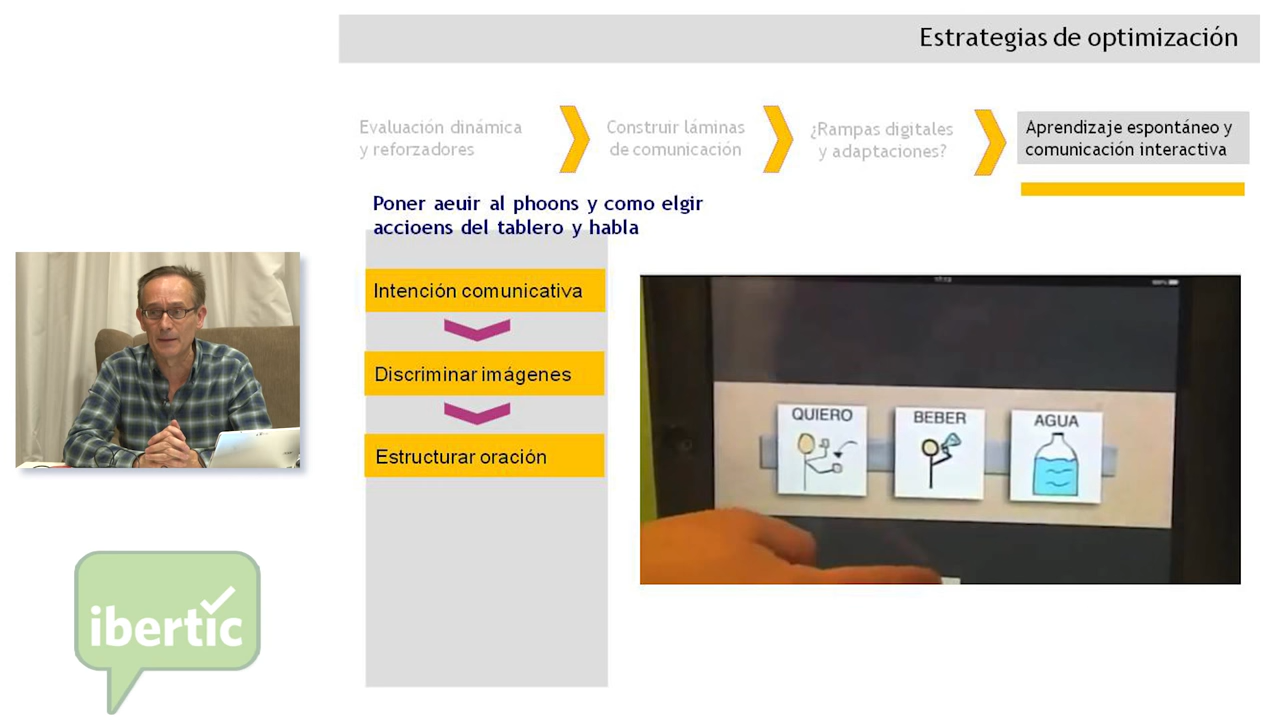 Estrategias de optimización
Evaluación dinámica
y reforzadores
Construir láminas
de comunicación
¿Rampas digitales
y adaptaciones?
Aprendizaje espontáneo y
comunicación interactiva
Poner aeuir al phoons y como elgir
accioens del tablero y habla
Intención comunicativa
Discriminar imágenes
Estructurar oración
QUIERO
BEBER
AGUA
ibertic